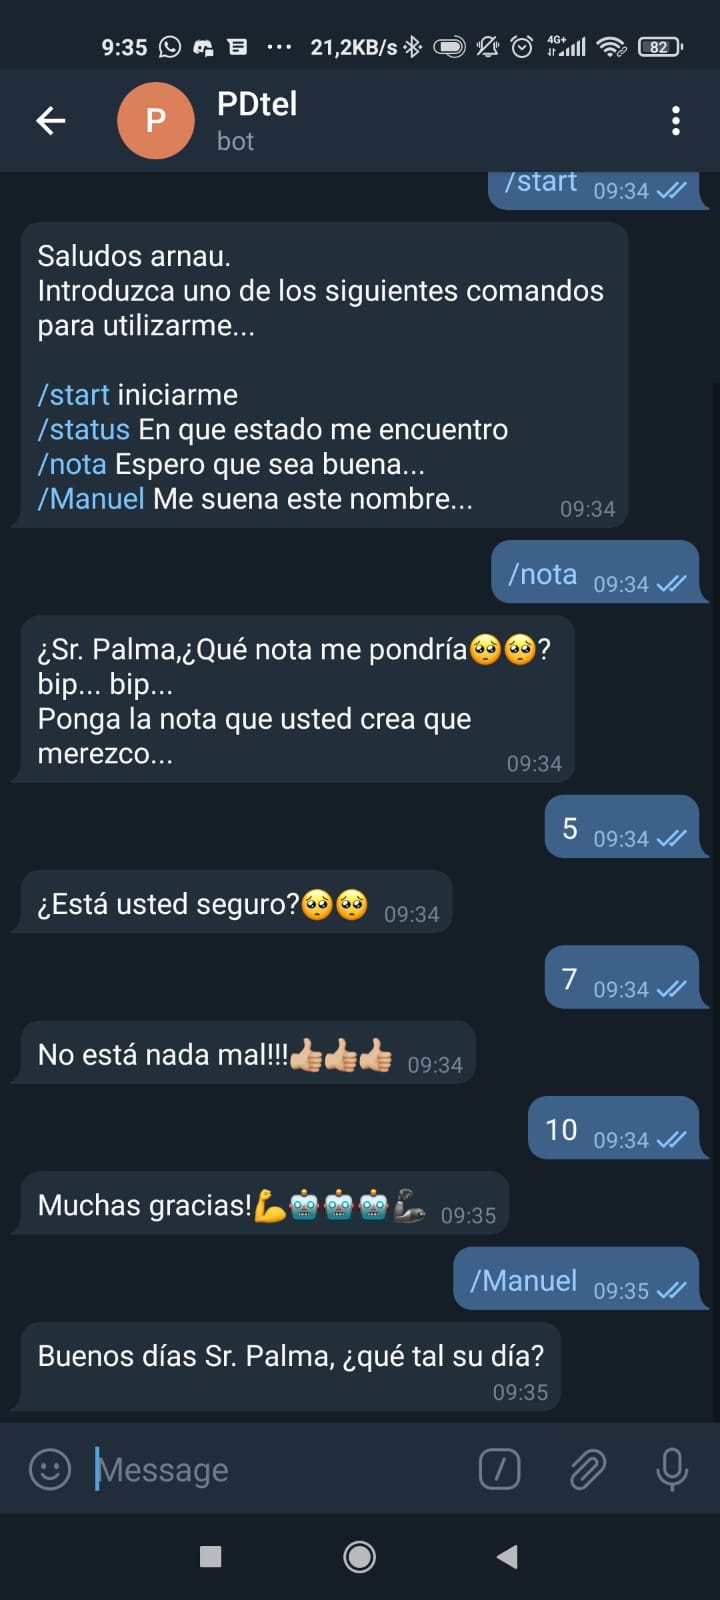 9:35 21,2KB/s 4G+ 82
P
PDtel
bot
/start 09:34
Saludos arnau.
Introduzca uno de los siguientes comandos
para utilizarme...
/start iniciarme
/status En que estado me encuentro
/nota Espero que sea buena...
/Manuel Me suena este nombre...
09:34
/nota 09:34
¿Sr. Palma,¿Qué nota me pondría🥺🥺?
bip... bip...
Ponga la nota que usted crea que
merezco...
09:34
5 09:34
¿Está usted seguro?🥺🥺 09:34
7 09:34
No está nada mal!!!👍🏼👍🏼👍🏼 09:34
10 09:34
Muchas gracias!💪🤖🤖🤖🦾 09:35
/Manuel 09:35
Buenos días Sr. Palma, ¿qué tal su día?
09:35
Message